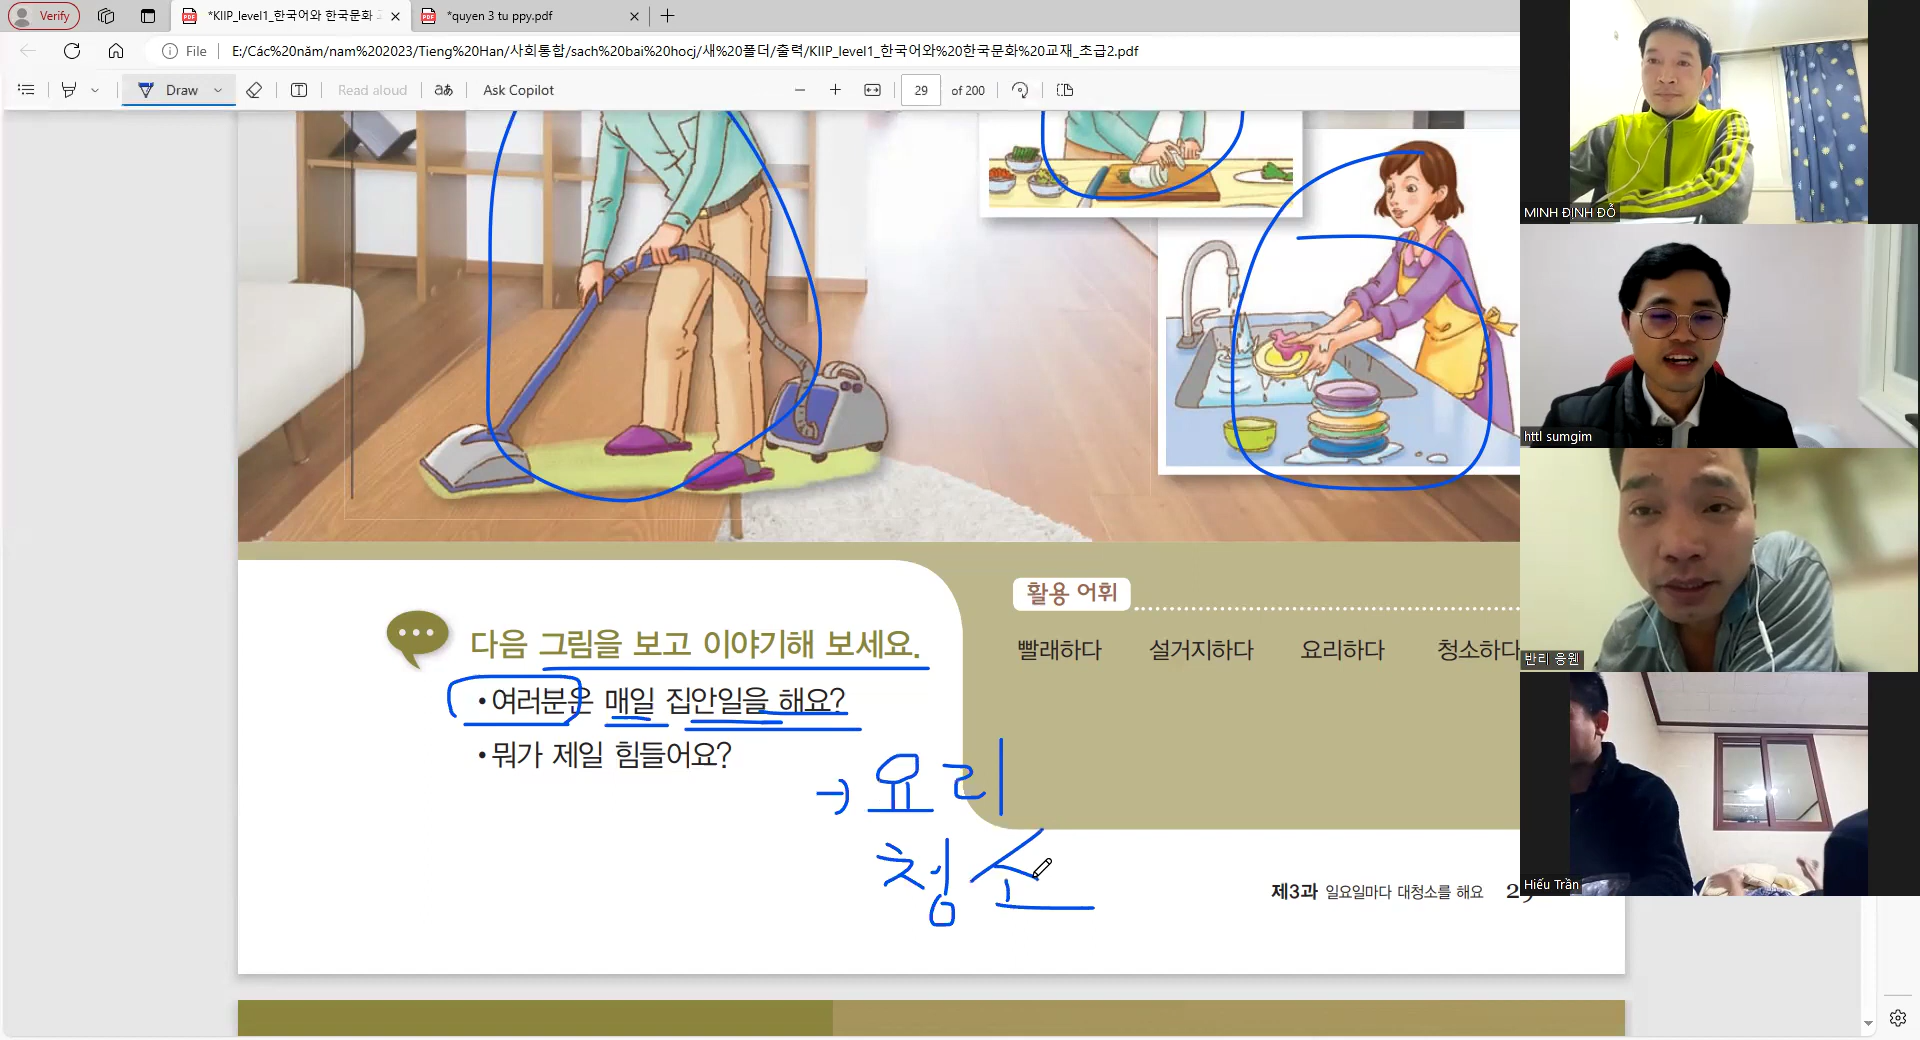 Verify
*KIIP_level1_한국어와 한국문화 교
*quyen 3 tu ppy.pdf
File
E:/Các%20năm/nam%202023/Tieng%20Han/사회통합/sach%20bai%20hocj/새%20폴더/출력/KIIP_level1_한국어와%20한국문화%20교재_초급2.pdf
Draw
Read aloud
Ask Copilot
29 of 200
다음 그림을 보고 이야기해 보세요.
• 여러분은 매일 집안일을 해요?
• 뭐가 제일 힘들어요?
→ 요리
청소
활용 어휘
빨래하다 설거지하다 요리하다 청소하다
제3과 일요일마다 대청소를 해요
MINH ĐỊNH ĐỖ
httl sumgim
반리 응웬
Hiếu Trần